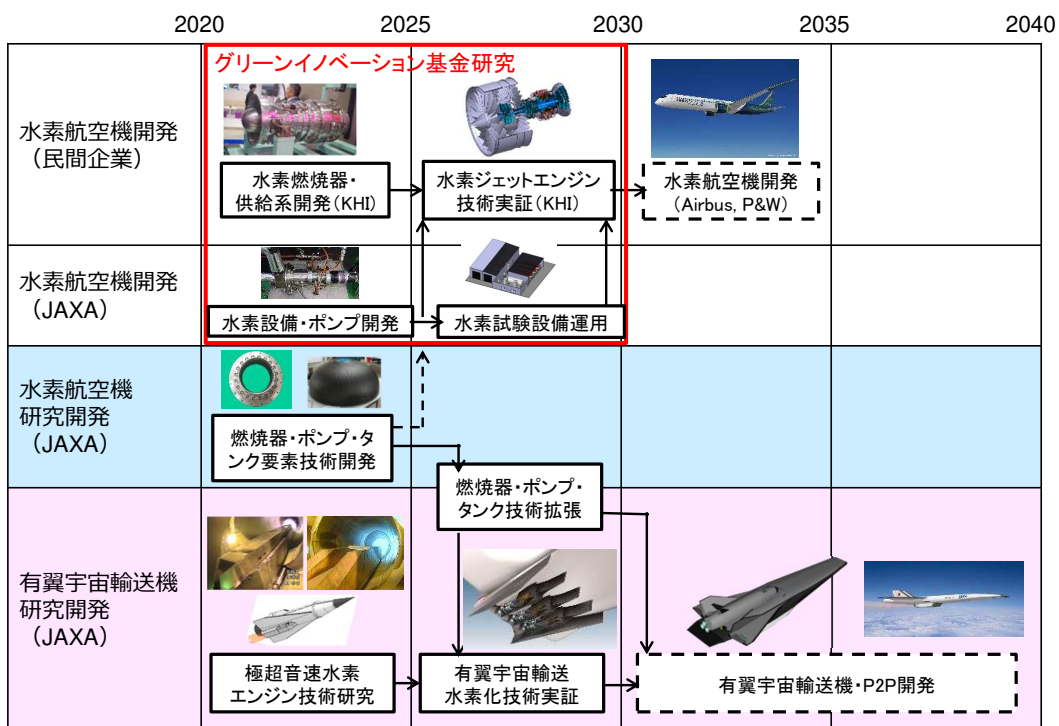 2020
2025
2030
2035
2040
グリーンイノベーション基金研究
水素航空機開発
（民間企業）
水素燃焼器・
供給系開発（KHI）
水素ジェットエンジン
技術実証（KHI）
水素航空機開発
(Airbus, P&W)
水素航空機開発
（JAXA）
水素設備・ポンプ開発
水素試験設備運用
水素航空機
研究開発
（JAXA）
燃焼器・ポンプ・タ
ンク要素技術開発
燃焼器・ポンプ・
タンク技術拡張
有翼宇宙輸送機
研究開発
（JAXA）
極超音速水素
エンジン技術研究
有翼宇宙輸送
水素化技術実証
有翼宇宙輸送機・P2P開発